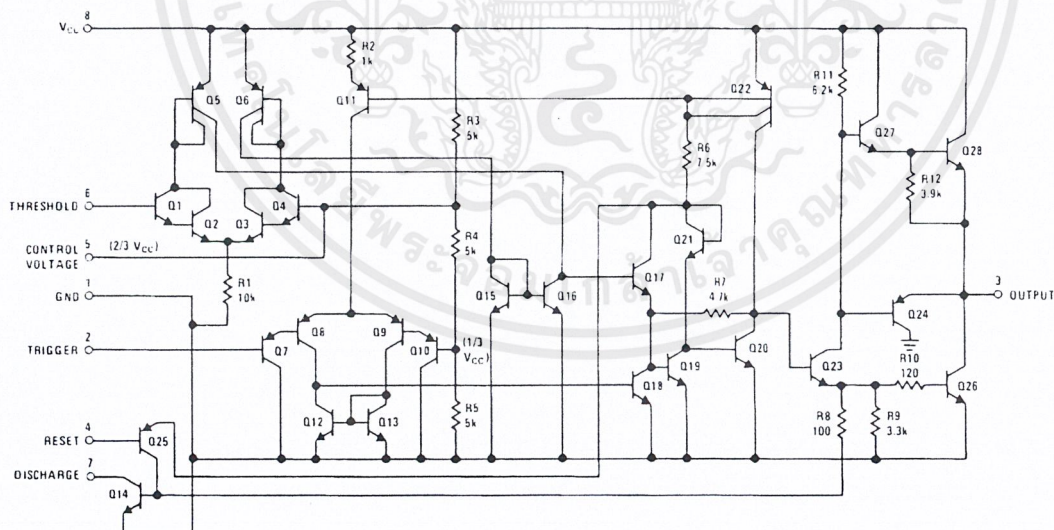 8
VCC
R2
1k
R11
6.2k
Q5
Q6
Q11
Q22
Q27
R3
5k
Q28
R6
7.5k
R12
3.9k
6
THRESHOLD
Q1
Q2
Q3
Q4
CONTROL
VOLTAGE
5
(2/3 VCC)
R4
5k
Q21
Q17
1
GND
R1
10k
Q15
Q16
R7
4.7k
3
OUTPUT
Q24
2
TRIGGER
Q7
Q8
Q9
Q10
(1/3
VCC)
Q18
Q19
Q20
Q23
R10
120
Q26
4
RESET
Q25
Q12
Q13
R5
5k
R8
100
R9
3.3k
7
DISCHARGE
Q14